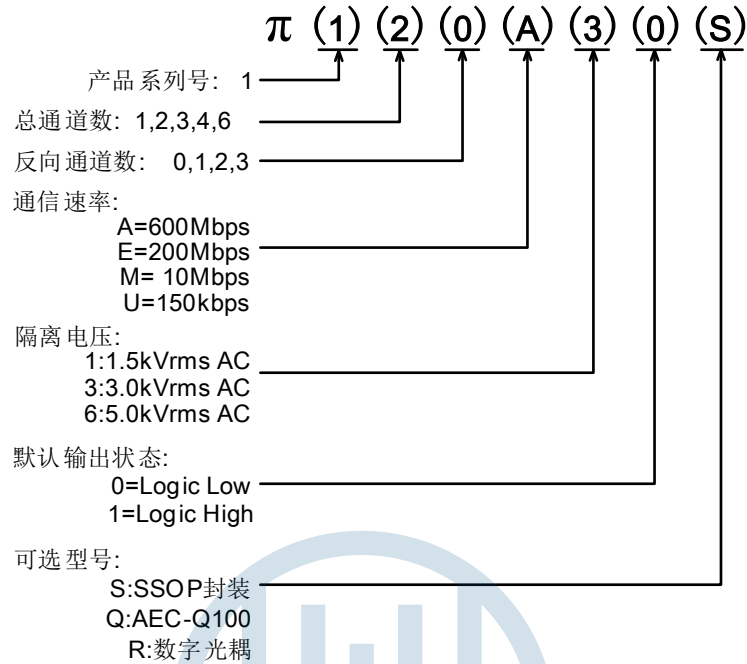 π (1) (2) (0) (A) (3) (0) (S)
产品系列号: 1
总通道数: 1,2,3,4,6
反向通道数: 0,1,2,3
通信速率:
A=600Mbps
E=200Mbps
M= 10Mbps
U=150kbps
隔离电压:
1:1.5kVrms AC
3:3.0kVrms AC
6:5.0kVrms AC
默认输出状态:
0=Logic Low
1=Logic High
可选型号:
S:SSOP封装
Q:AEC-Q100
R:数字光耦